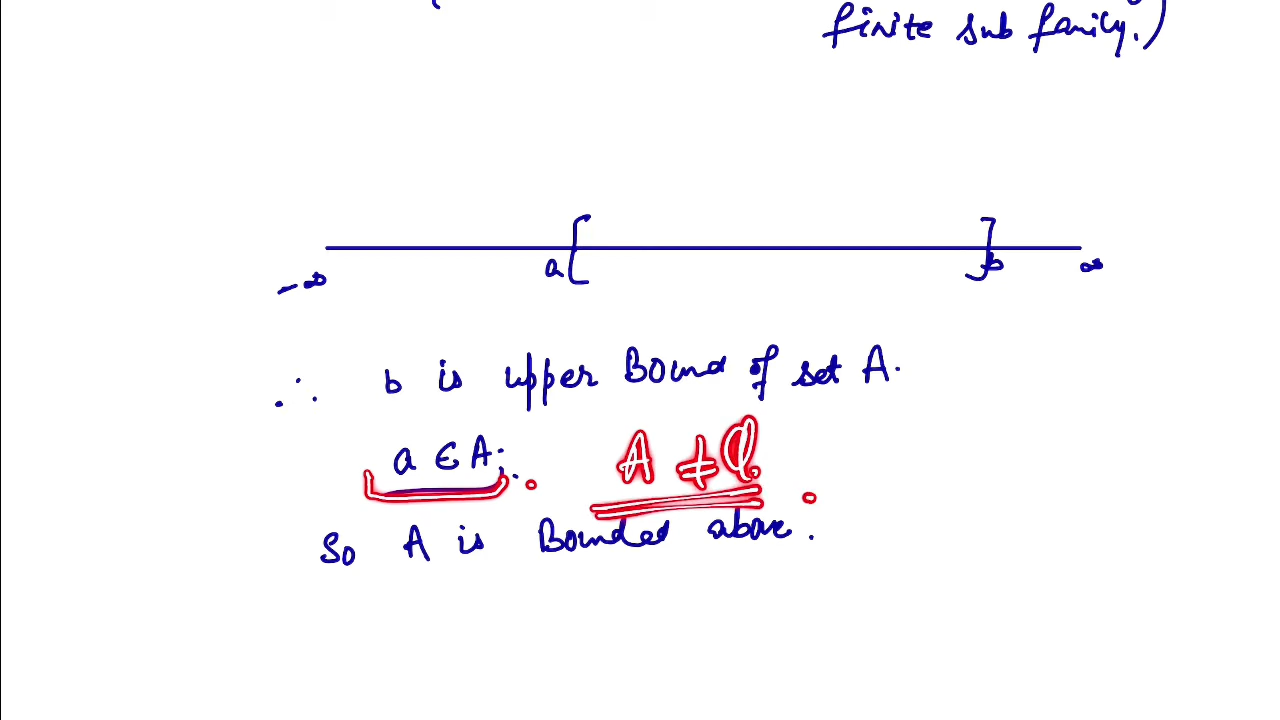 finite sub family.)
a b
-∞ ∞
∴ b is upper Bound of set A.
a ∈ A; A ≠ φ.
So A is Bounded above.